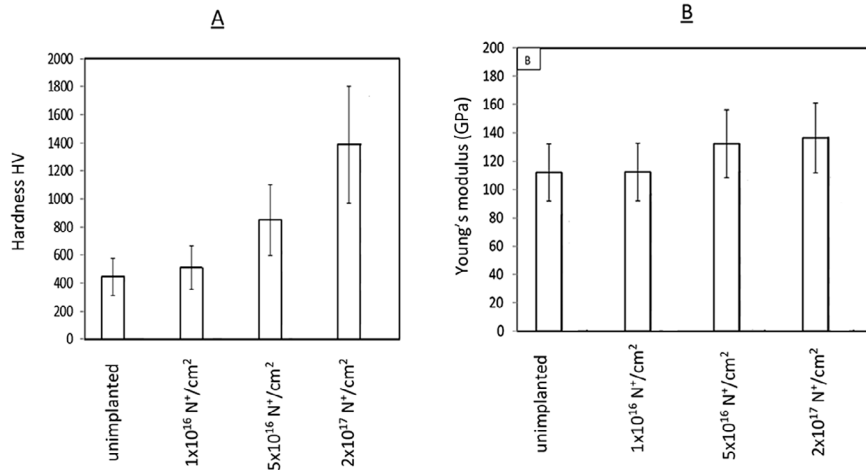 A
Hardness HV
2000
1800
1600
1400
1200
1000
800
600
400
200
0
unimplanted
1x10¹⁶ N⁺/cm²
5x10¹⁶ N⁺/cm²
2x10¹⁷ N⁺/cm²
B
B
Young's modulus (GPa)
200
180
160
140
120
100
80
60
40
20
0
unimplanted
1x10¹⁶ N⁺/cm²
5x10¹⁶ N⁺/cm²
2x10¹⁷ N⁺/cm²